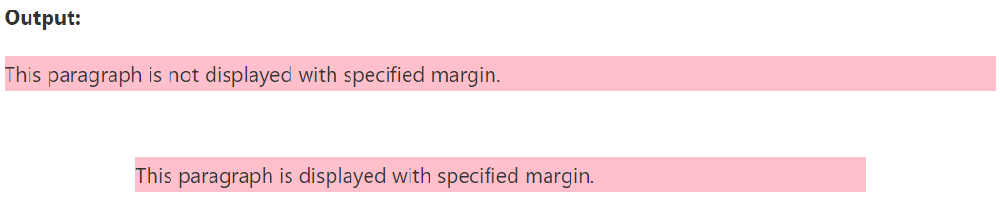 Output:
This paragraph is not displayed with specified margin.
This paragraph is displayed with specified margin.